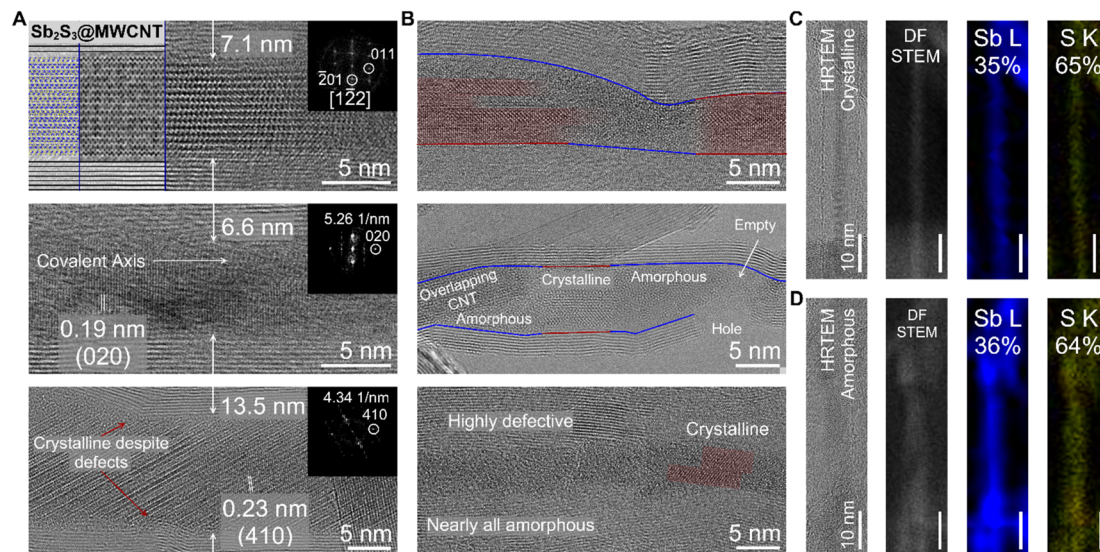 A
Sb₂S₃@MWCNT
7.1 nm
011
2̄01
[12̄2]
5 nm
6.6 nm
5.26 1/nm
020
Covalent Axis
0.19 nm
(020)
5 nm
13.5 nm
4.34 1/nm
410
Crystalline despite
defects
0.23 nm
(410)
5 nm
B
5 nm
Empty
Overlapping
CNT
Crystalline
Amorphous
Amorphous
Hole
5 nm
Highly defective
Crystalline
Nearly all amorphous
5 nm
C
HRTEM
Crystalline
10 nm
DF
STEM
Sb L
35%
S K
65%
D
HRTEM
Amorphous
10 nm
DF
STEM
Sb L
36%
S K
64%